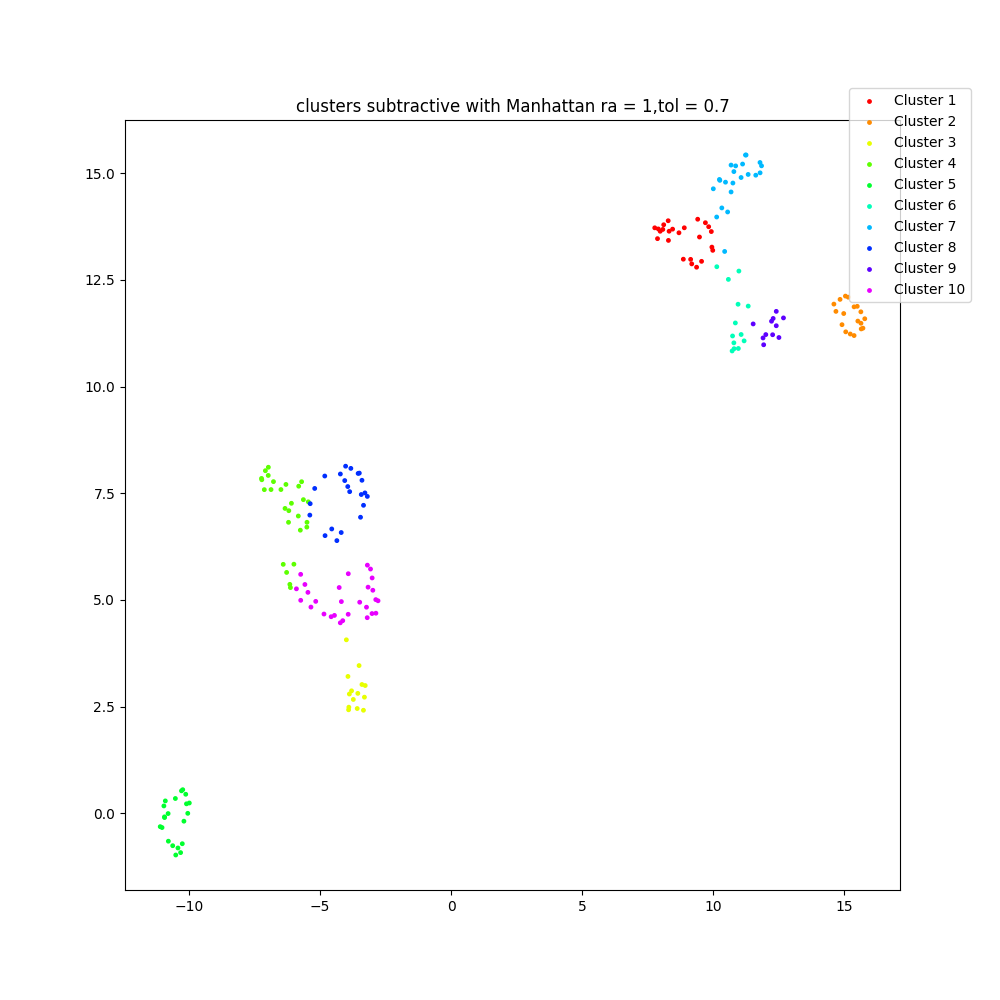 clusters subtractive with Manhattan ra = 1,tol = 0.7
Cluster 1
Cluster 2
Cluster 3
Cluster 4
Cluster 5
Cluster 6
Cluster 7
Cluster 8
Cluster 9
Cluster 10
15.0
12.5
10.0
7.5
5.0
2.5
0.0
−10
−5
0
5
10
15